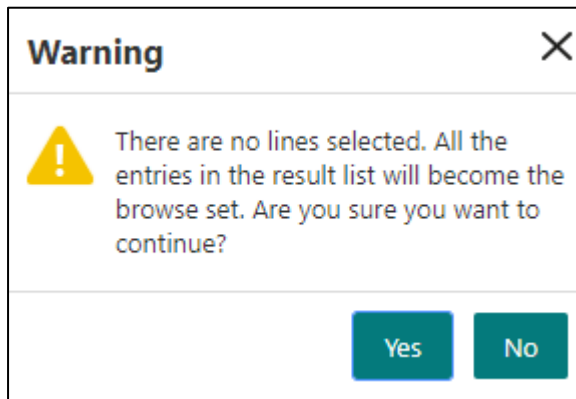 Warning
There are no lines selected. All the
entries in the result list will become the
browse set. Are you sure you want to
continue?
Yes No